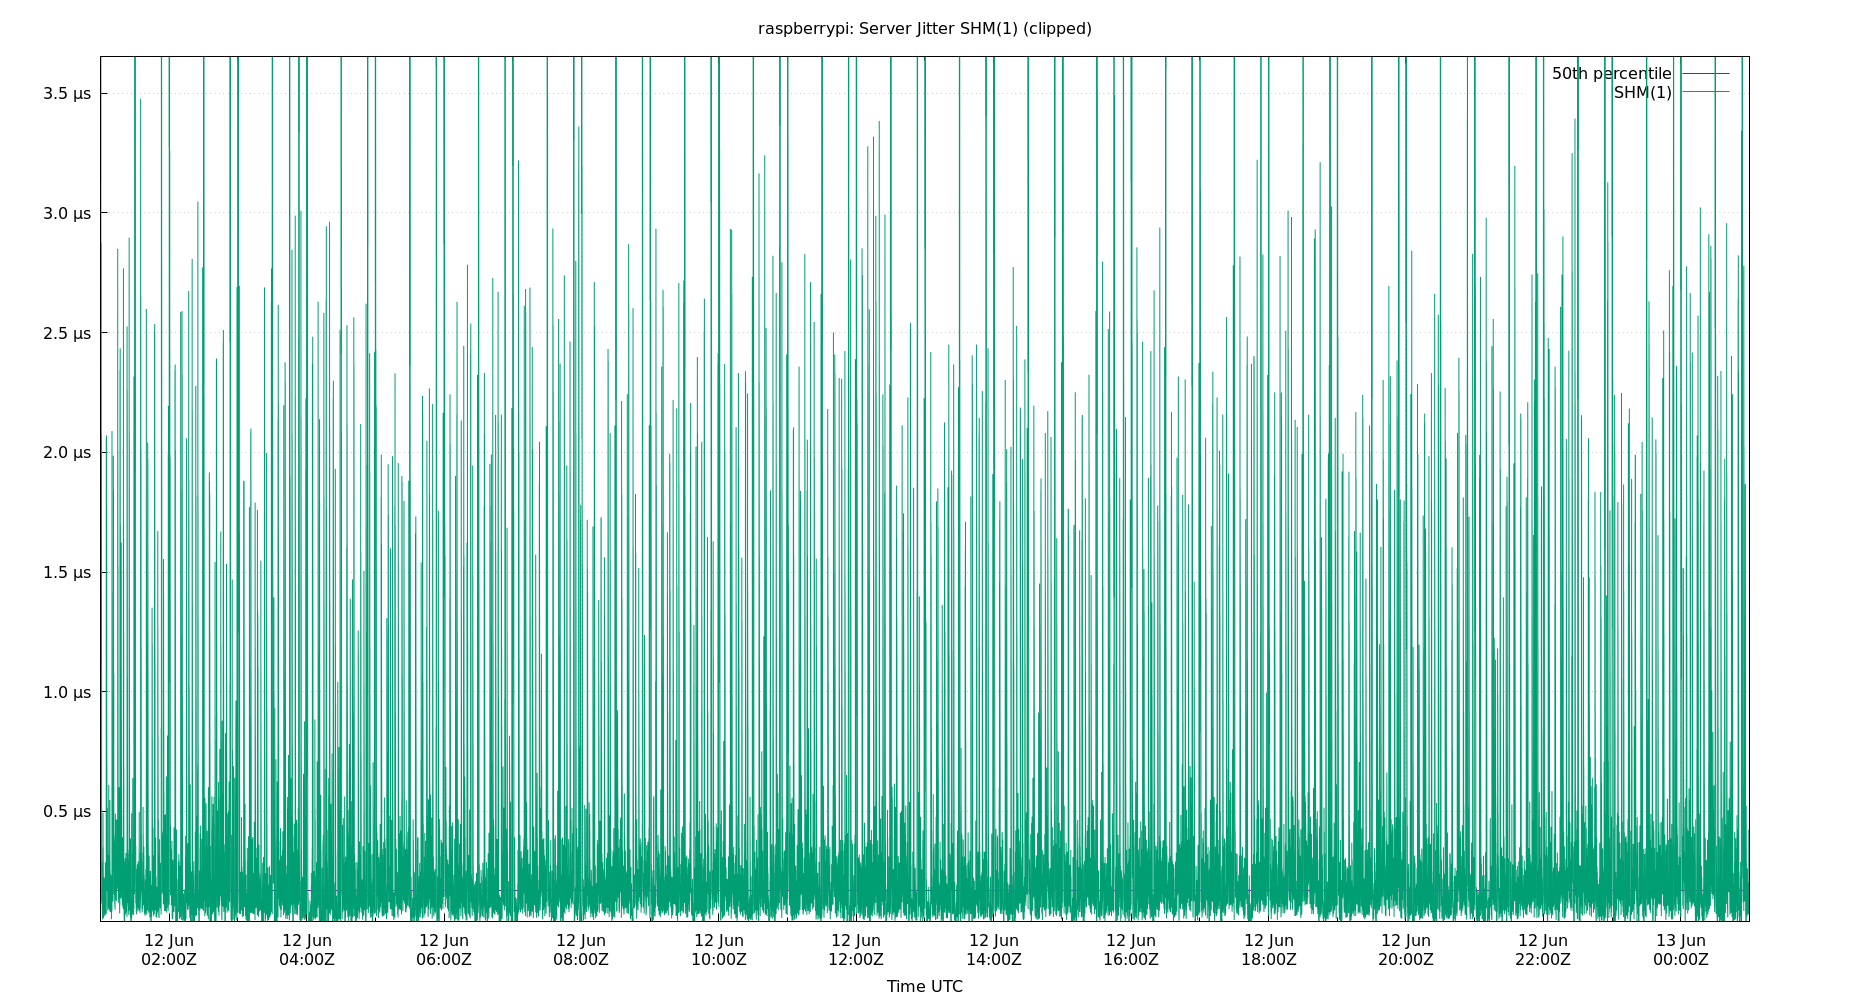 raspberrypi: Server Jitter SHM(1) (clipped)
50th percentile
SHM(1)
3.5 µs
3.0 µs
2.5 µs
2.0 µs
1.5 µs
1.0 µs
0.5 µs
12 Jun 12 Jun 12 Jun 12 Jun 12 Jun 12 Jun 12 Jun 12 Jun 12 Jun 12 Jun 12 Jun 13 Jun
02:00Z 04:00Z 06:00Z 08:00Z 10:00Z 12:00Z 14:00Z 16:00Z 18:00Z 20:00Z 22:00Z 00:00Z
Time UTC